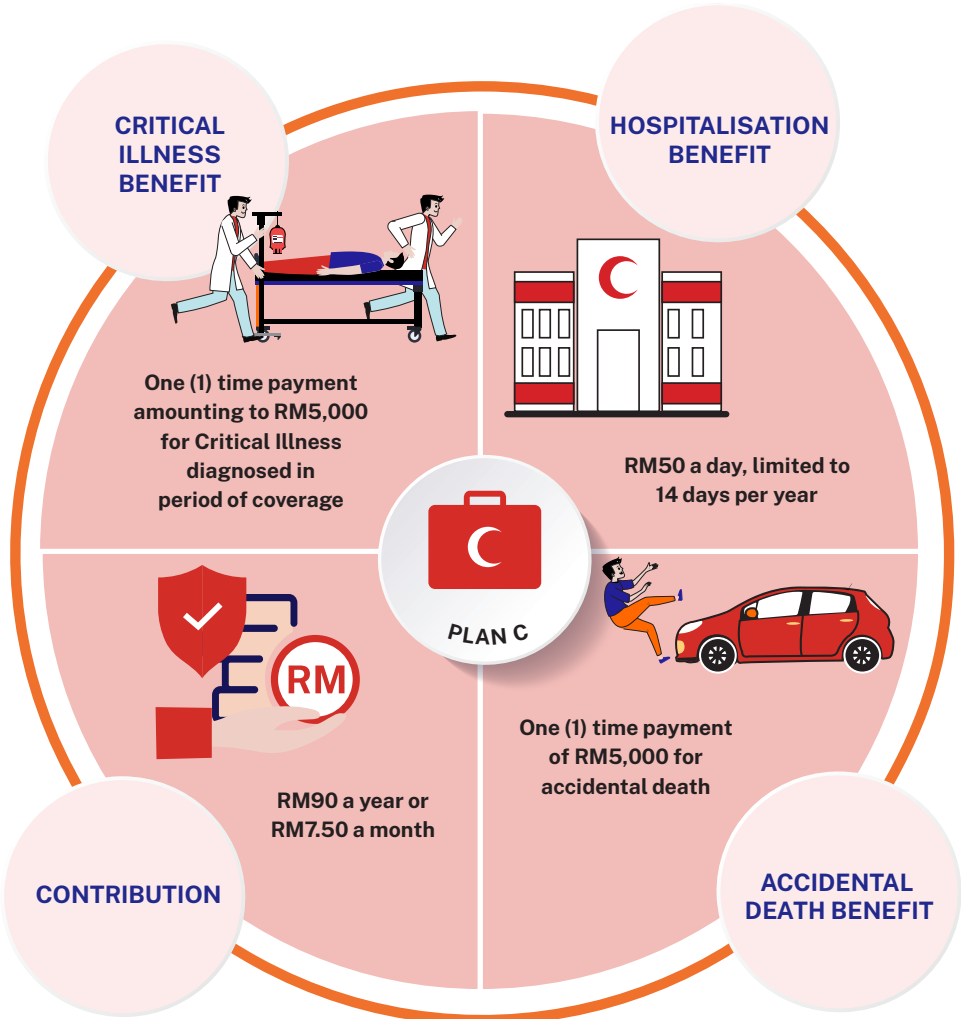 CRITICAL
ILLNESS
BENEFIT
One (1) time payment
amounting to RM5,000
for Critical Illness
diagnosed in
period of coverage
HOSPITALISATION
BENEFIT
RM50 a day, limited to
14 days per year
PLAN C
RM
RM90 a year or
RM7.50 a month
CONTRIBUTION
One (1) time payment
of RM5,000 for
accidental death
ACCIDENTAL
DEATH BENEFIT